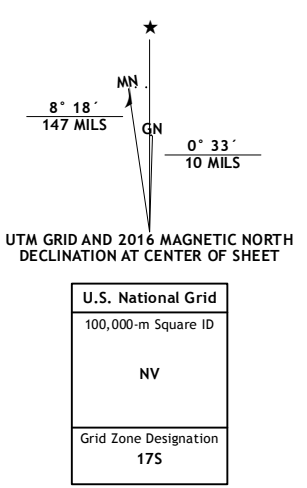 ★
MN
8° 18´
147 MILS
GN
0° 33´
10 MILS
UTM GRID AND 2016 MAGNETIC NORTH
DECLINATION AT CENTER OF SHEET
U.S. National Grid
100,000-m Square ID
NV
Grid Zone Designation
17S